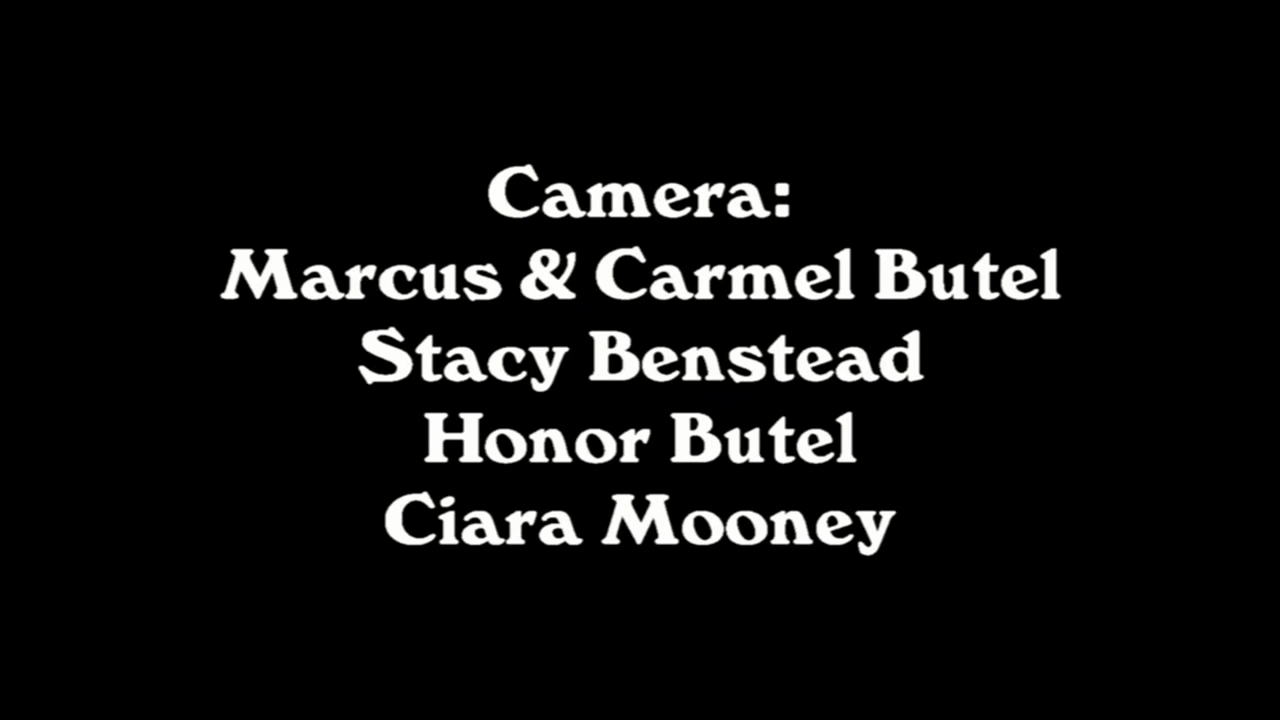 Camera:
Marcus & Carmel Butel
Stacy Benstead
Honor Butel
Ciara Mooney